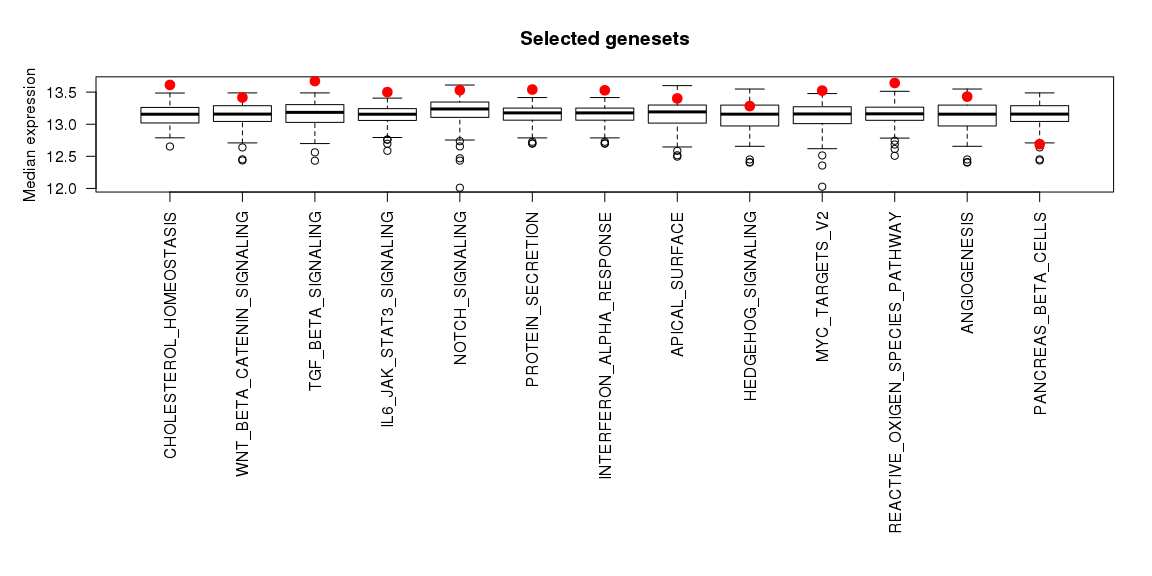 Selected genesets
Median expression
13.5
13.0
12.5
12.0
CHOLESTEROL_HOMEOSTASIS
WNT_BETA_CATENIN_SIGNALING
TGF_BETA_SIGNALING
IL6_JAK_STAT3_SIGNALING
NOTCH_SIGNALING
PROTEIN_SECRETION
INTERFERON_ALPHA_RESPONSE
APICAL_SURFACE
HEDGEHOG_SIGNALING
MYC_TARGETS_V2
REACTIVE_OXIGEN_SPECIES_PATHWAY
ANGIOGENESIS
PANCREAS_BETA_CELLS